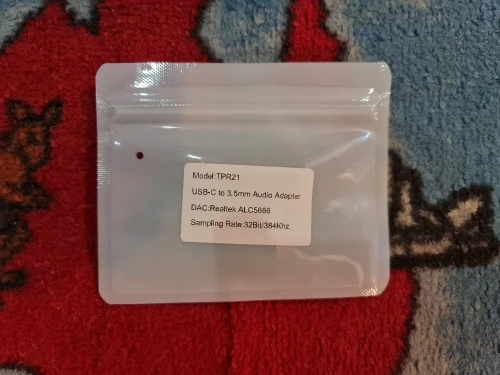 Model:TPR21
USB-C to 3.5mm Audio Adapter
DAC:Realtek ALC5686
Sampling Rate:32Bit/384Khz